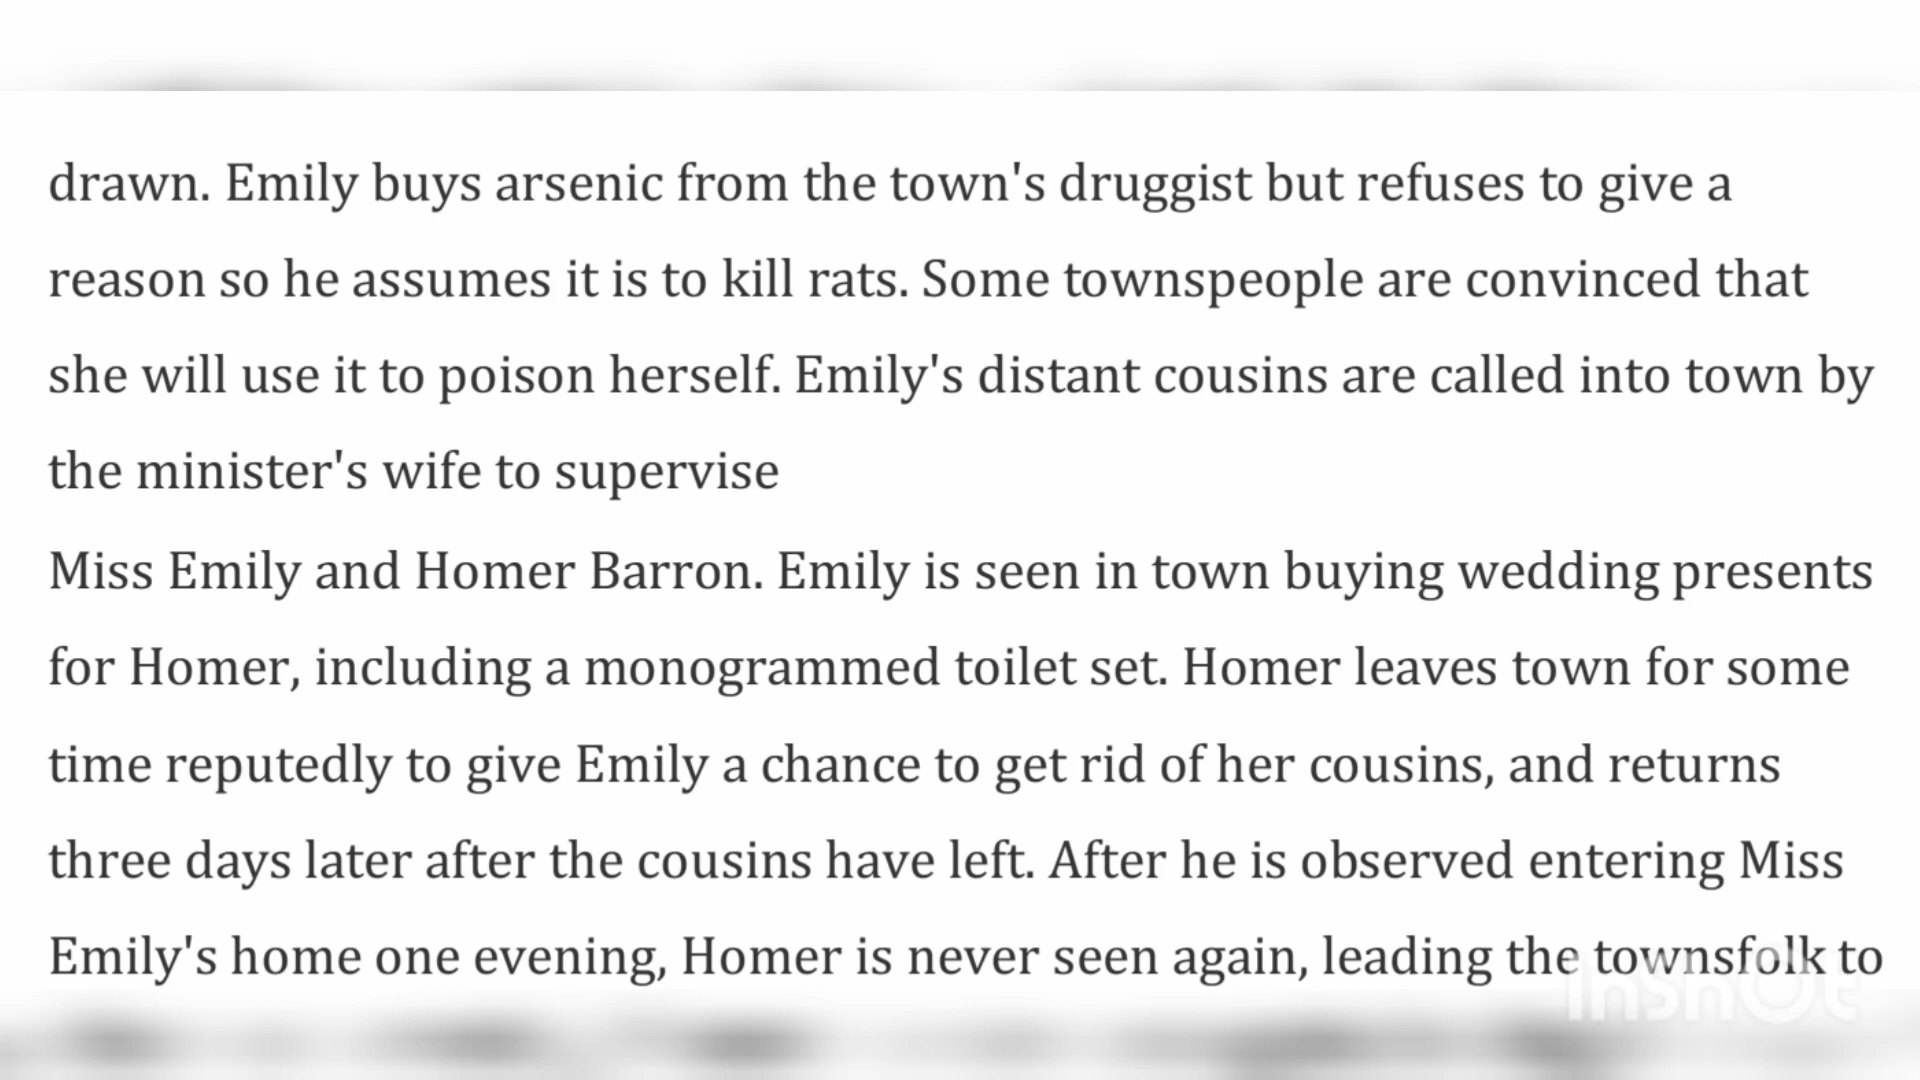 drawn. Emily buys arsenic from the town's druggist but refuses to give a
reason so he assumes it is to kill rats. Some townspeople are convinced that
she will use it to poison herself. Emily's distant cousins are called into town by
the minister's wife to supervise
Miss Emily and Homer Barron. Emily is seen in town buying wedding presents
for Homer, including a monogrammed toilet set. Homer leaves town for some
time reputedly to give Emily a chance to get rid of her cousins, and returns
three days later after the cousins have left. After he is observed entering Miss
Emily's home one evening, Homer is never seen again, leading the townsfolk to
InShOt